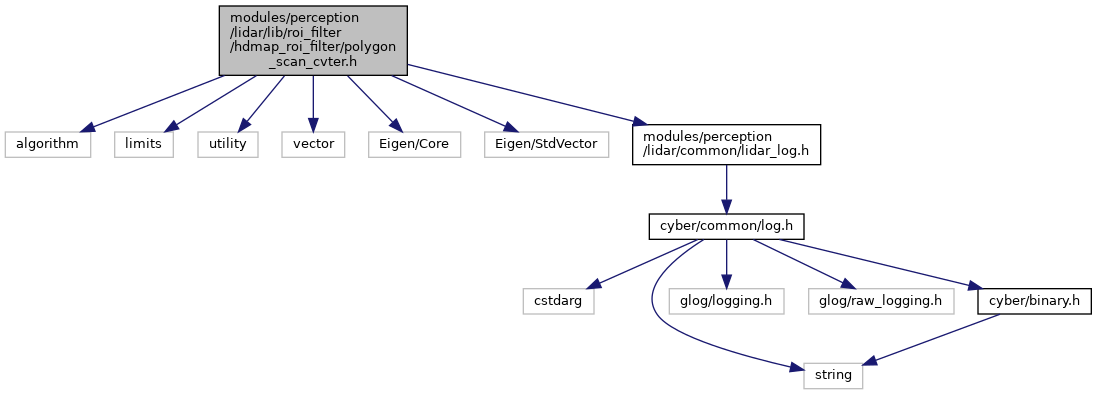 modules/perception
/lidar/lib/roi_filter
/hdmap_roi_filter/polygon
_scan_cvter.h
algorithm
limits
utility
vector
Eigen/Core
Eigen/StdVector
modules/perception
/lidar/common/lidar_log.h
cyber/common/log.h
cstdarg
glog/logging.h
glog/raw_logging.h
cyber/binary.h
string